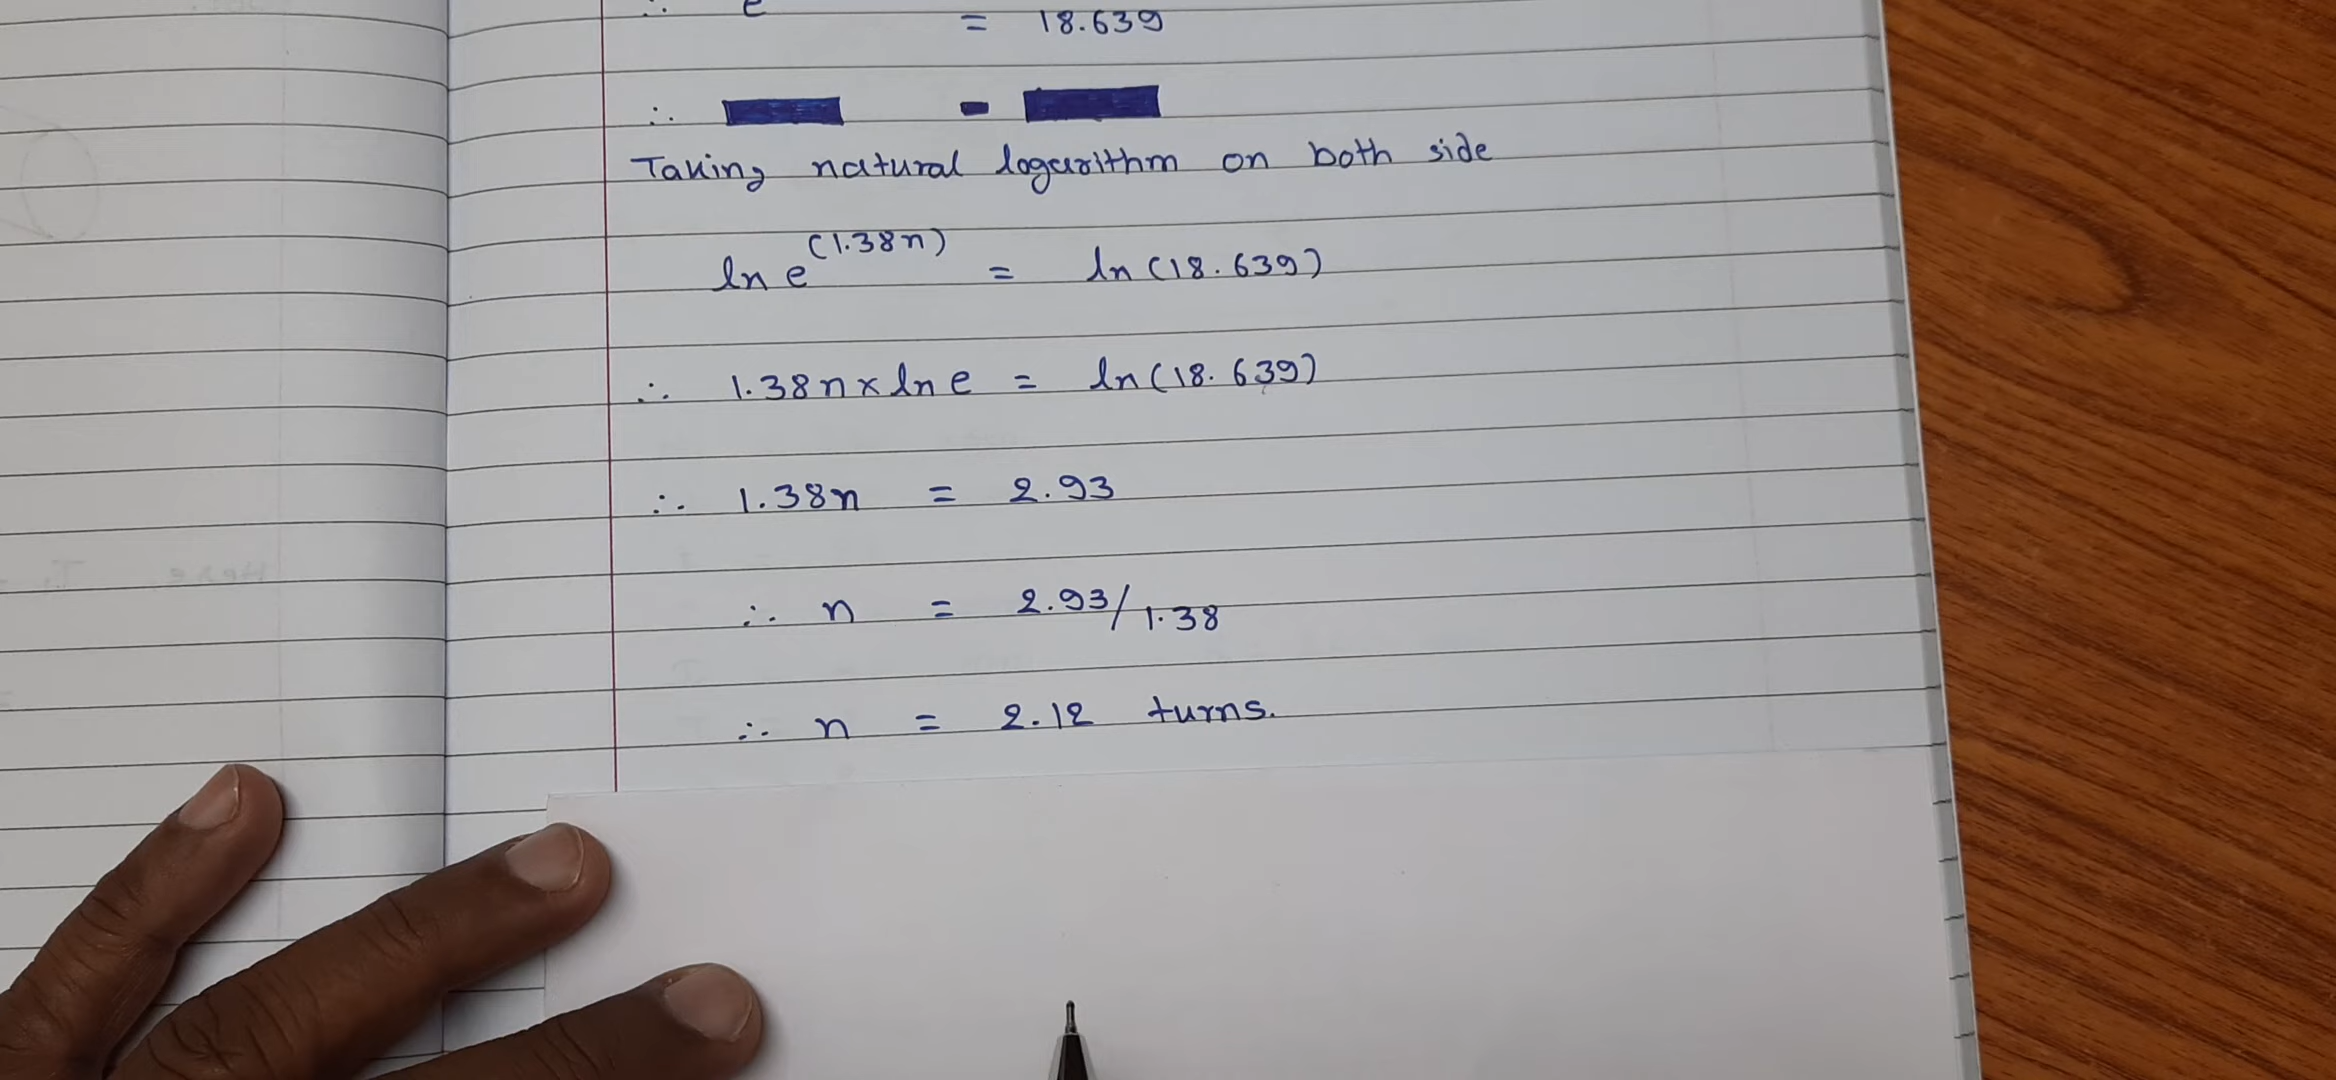 ∴ e = 18.639
∴ =
Taking natural logarithm on both side
ln e^(1.38n) = ln(18.639)
∴ 1.38n x ln e = ln(18.639)
∴ 1.38n = 2.93
∴ n = 2.93/1.38
∴ n = 2.12 turns.